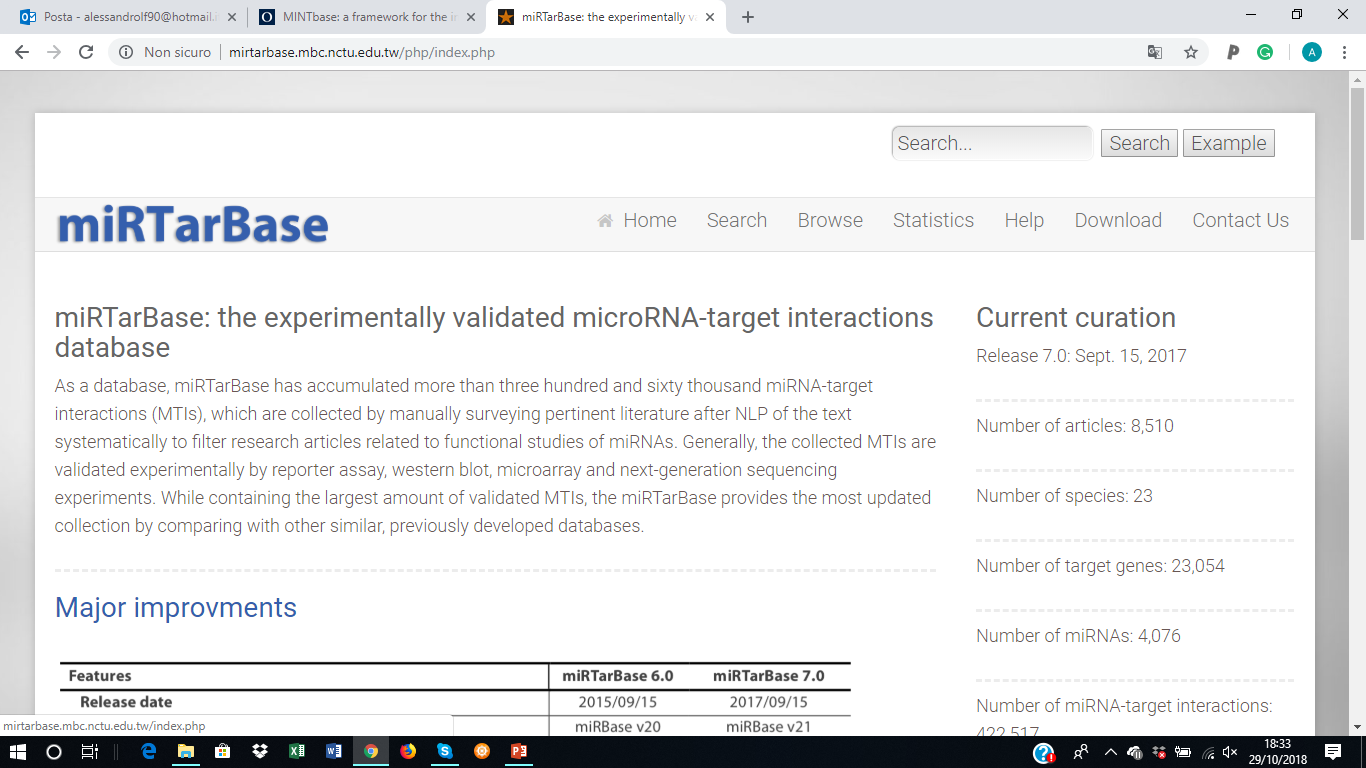 Posta - alessandrolf90@hotmail.i
MINTbase: a framework for the in
miRTarBase: the experimentally va
Non sicuro
mirtarbase.mbc.nctu.edu.tw/php/index.php
A
Search...
Search
Example
miRTarBase
Home
Search
Browse
Statistics
Help
Download
Contact Us
miRTarBase: the experimentally validated microRNA-target interactions
database
As a database, miRTarBase has accumulated more than three hundred and sixty thousand miRNA-target
interactions (MTIs), which are collected by manually surveying pertinent literature after NLP of the text
systematically to filter research articles related to functional studies of miRNAs. Generally, the collected MTIs are
validated experimentally by reporter assay, western blot, microarray and next-generation sequencing
experiments. While containing the largest amount of validated MTIs, the miRTarBase provides the most updated
collection by comparing with other similar, previously developed databases.
Major improvments
Features miRTarBase 6.0 miRTarBase 7.0
Release date 2015/09/15 2017/09/15
miRBase v20 miRBase v21
Current curation
Release 7.0: Sept. 15, 2017
Number of articles: 8,510
Number of species: 23
Number of target genes: 23,054
Number of miRNAs: 4,076
Number of miRNA-target interactions:
422,517
mirtarbase.mbc.nctu.edu.tw/index.php
18:33
29/10/2018